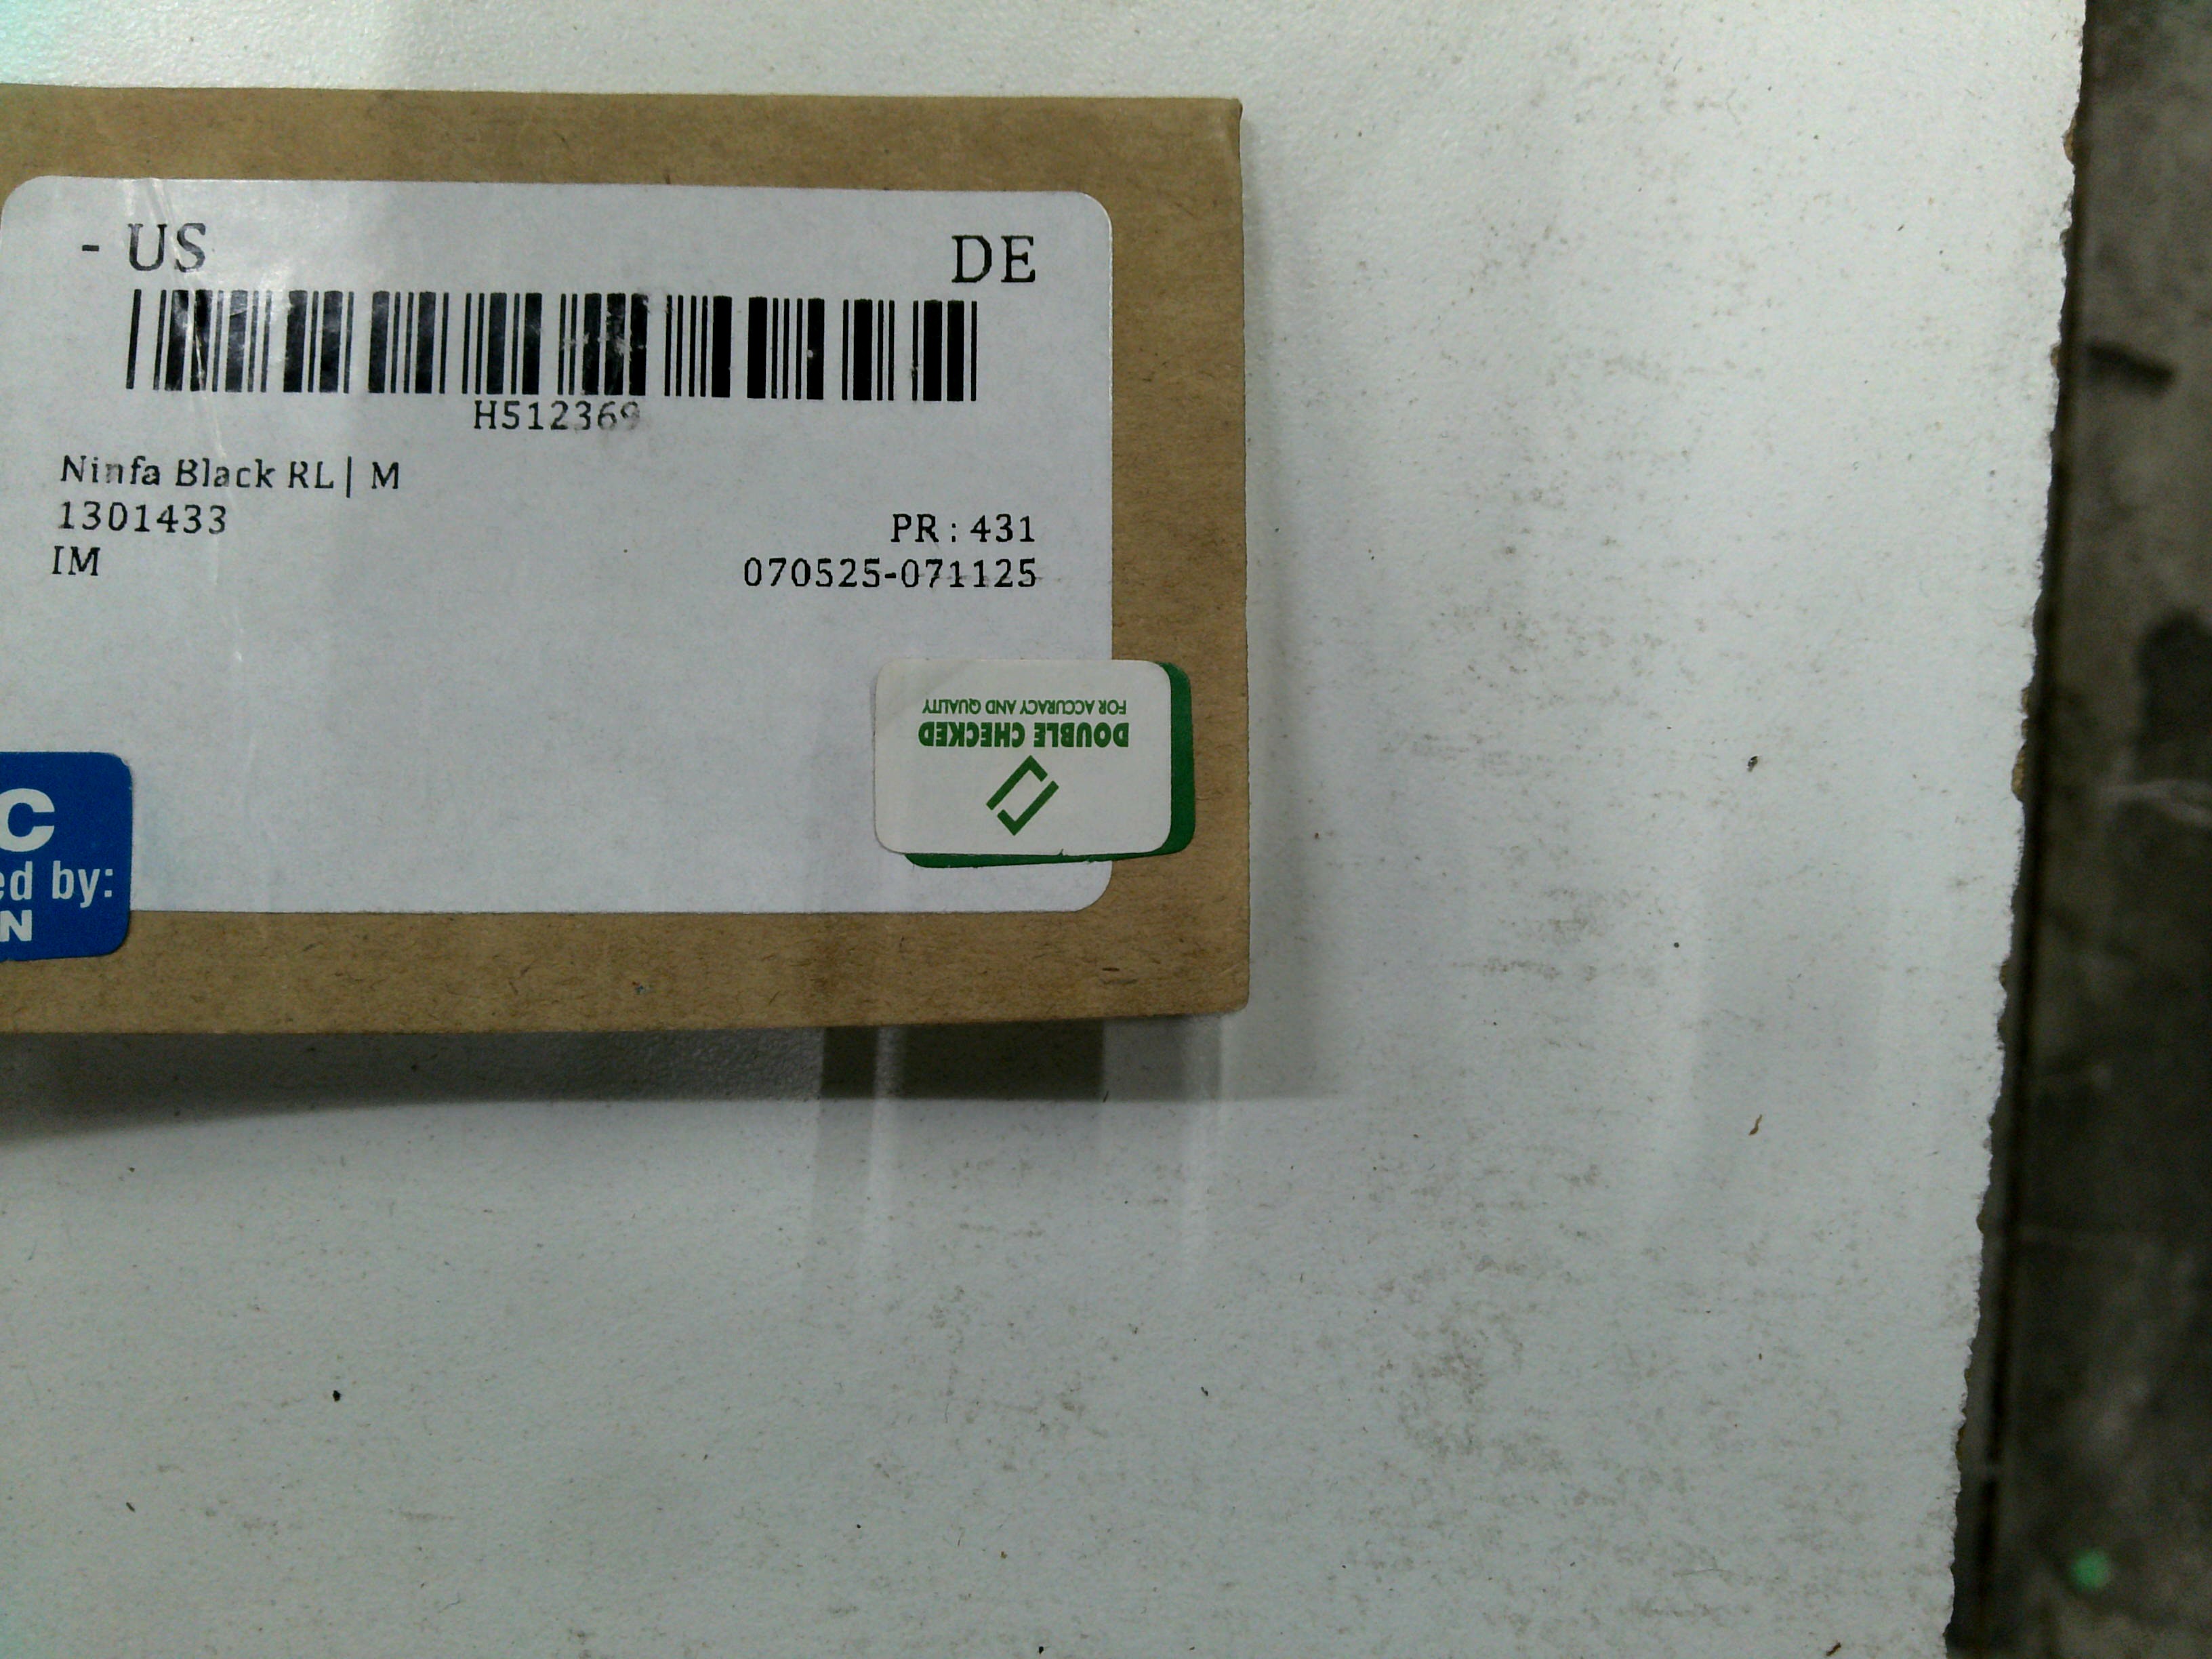 - US DE
H512369
Ninfa Black RL | M
1301433
PR : 431
IM
070525-071125
DOUBLE CHECKED
FOR ACCURACY AND QUALITY
C
ed by:
N